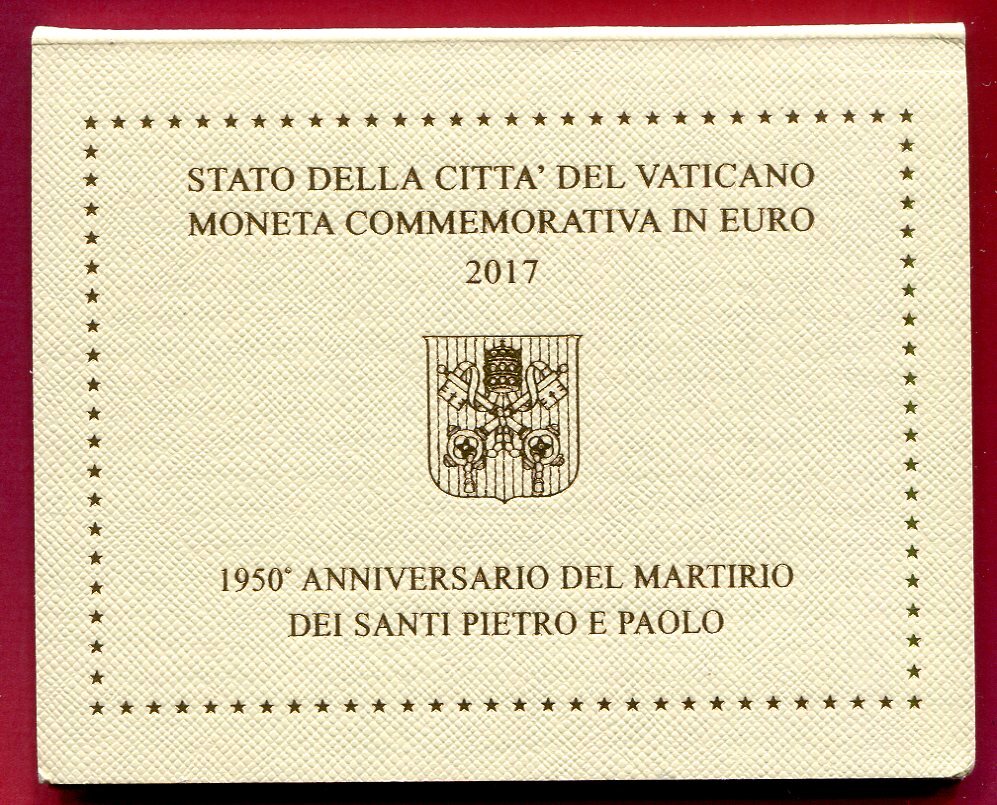 STATO DELLA CITTA' DEL VATICANO
MONETA COMMEMORATIVA IN EURO
2017
1950° ANNIVERSARIO DEL MARTIRIO
DEI SANTI PIETRO E PAOLO